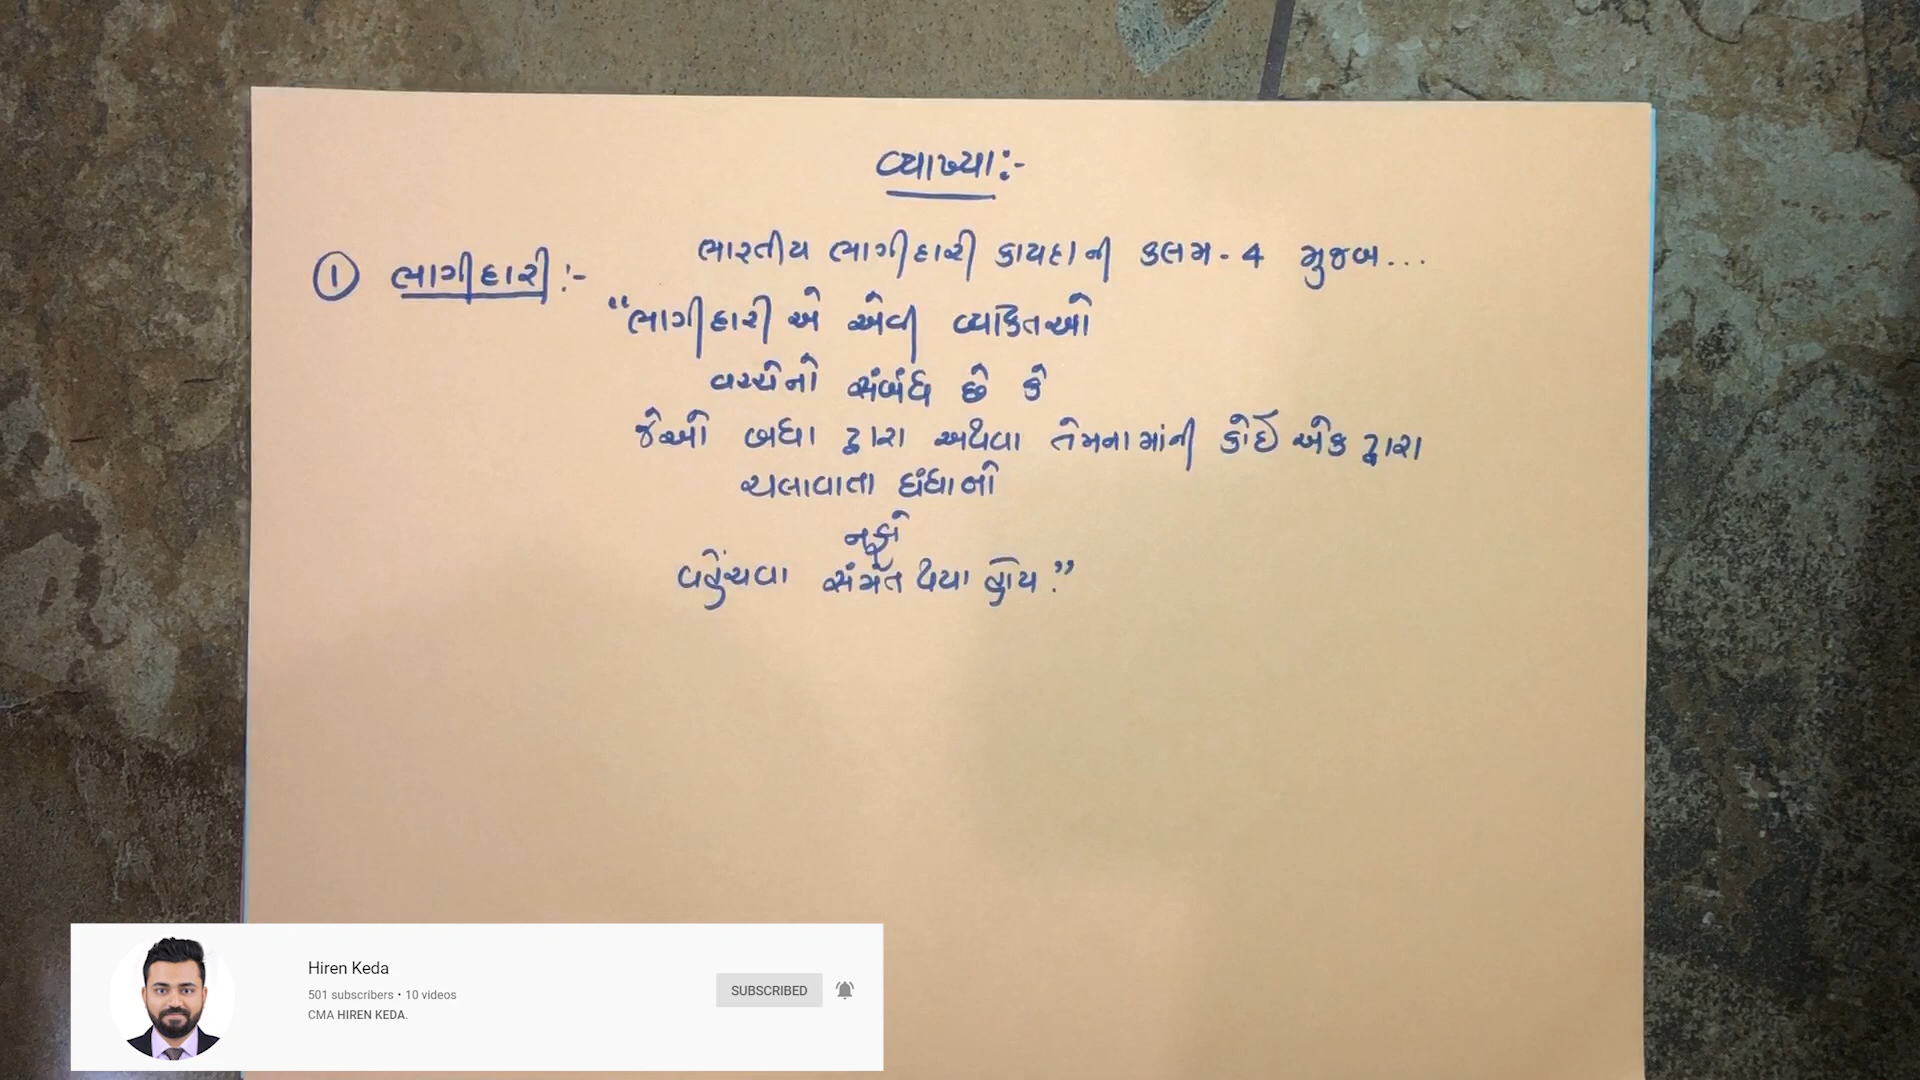 વ્યાખ્યા:-
① ભાગીદારી :- ભારતીય ભાગીદારી કાયદાની કલમ - 4 મુજબ...
“ભાગીદારી એ એવી વ્યકિતઓ
વચ્ચેનો સંબંધ છે કે
જેઓ બધા દ્વારા અથવા તેમનામાંની કોઈ એક દ્વારા
ચલાવાતા ધંધાનો
નફો
વહેંચવા સંમત થયા હોય.”
Hiren Keda
501 subscribers • 10 videos
SUBSCRIBED
CMA HIREN KEDA.